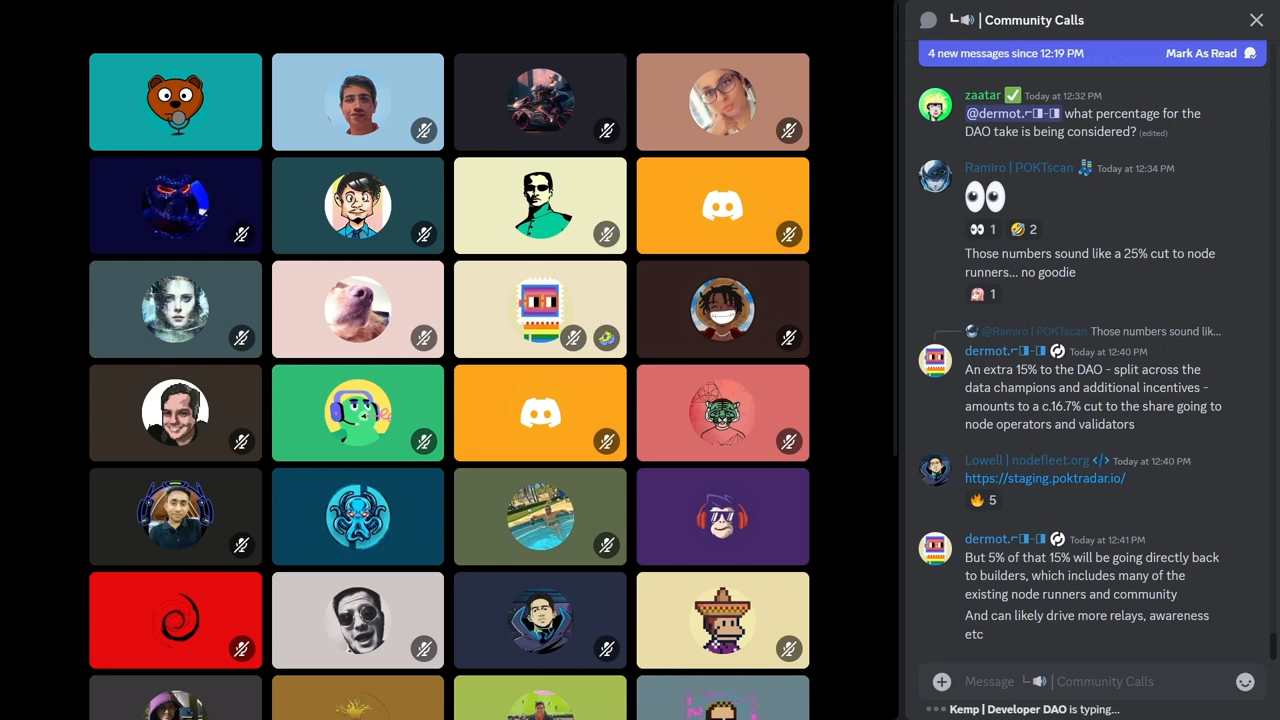 ┗🔊 | Community Calls
4 new messages since 12:19 PM Mark As Read
zaatar ✅ Today at 12:32 PM
@dermot.⌐◨-◨ what percentage for the
DAO take is being considered? (edited)
Ramiro | POKTscan Today at 12:34 PM
👀
👀 1 🤣 2
Those numbers sound like a 25% cut to node
runners... no goodie
1
@Ramiro | POKTscan Those numbers sound lik...
dermot.⌐◨-◨ Today at 12:40 PM
An extra 15% to the DAO - split across the
data champions and additional incentives -
amounts to a c.16.7% cut to the share going to
node operators and validators
Lowell | nodefleet.org </> Today at 12:40 PM
https://staging.poktradar.io/
🔥 5
dermot.⌐◨-◨ Today at 12:41 PM
But 5% of that 15% will be going directly back
to builders, which includes many of the
existing node runners and community
And can likely drive more relays, awareness
etc
Message ┗🔊 | Community Calls
Kemp | Developer DAO is typing...